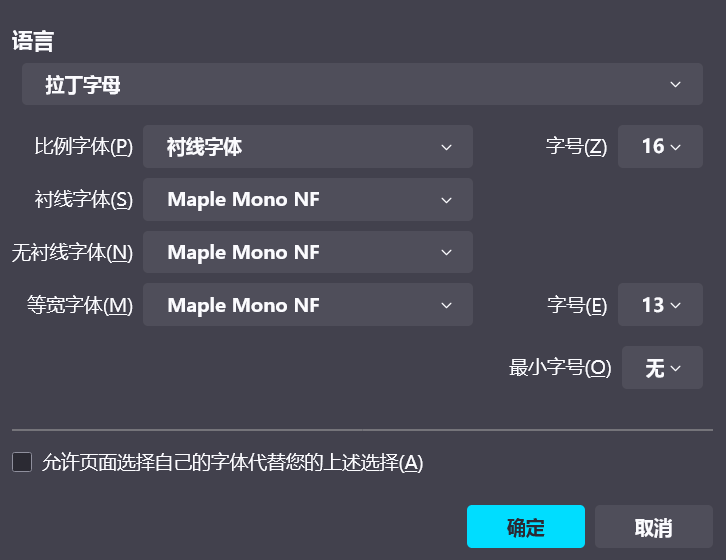 语言
拉丁字母
比例字体(P) 衬线字体 字号(Z) 16
衬线字体(S) Maple Mono NF
无衬线字体(N) Maple Mono NF
等宽字体(M) Maple Mono NF 字号(E) 13
最小字号(O) 无
允许页面选择自己的字体代替您的上述选择(A)
确定 取消